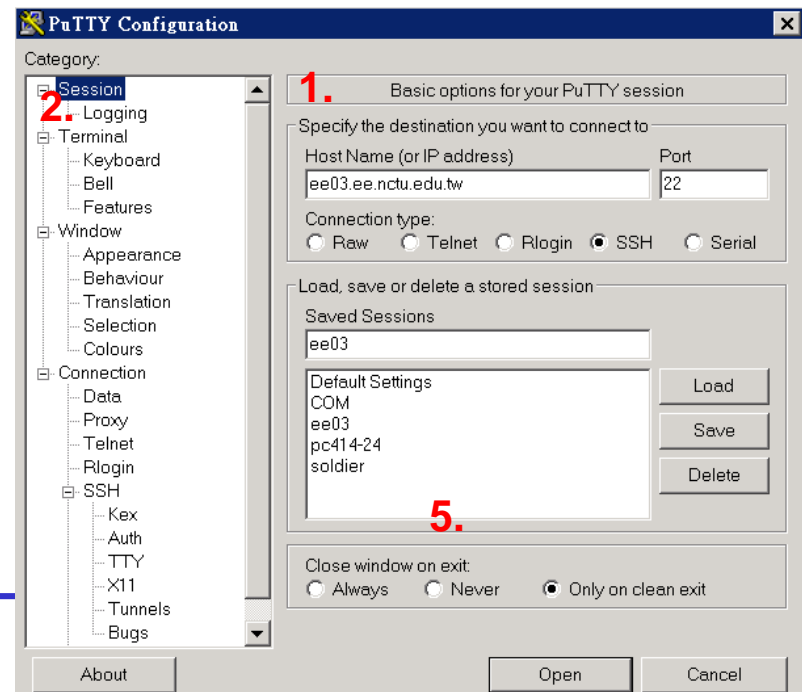 PuTTY Configuration
Category:
Session
2.
Logging
Terminal
Keyboard
Bell
Features
Window
Appearance
Behaviour
Translation
Selection
Colours
Connection
Data
Proxy
Telnet
Rlogin
SSH
Kex
Auth
TTY
X11
Tunnels
Bugs
1.
Basic options for your PuTTY session
Specify the destination you want to connect to
Host Name (or IP address) Port
ee03.ee.nctu.edu.tw 22
Connection type:
Raw Telnet Rlogin SSH Serial
Load, save or delete a stored session
Saved Sessions
ee03
Default Settings
COM
ee03
pc414-24
soldier
Load
Save
Delete
5.
Close window on exit:
Always Never Only on clean exit
About Open Cancel